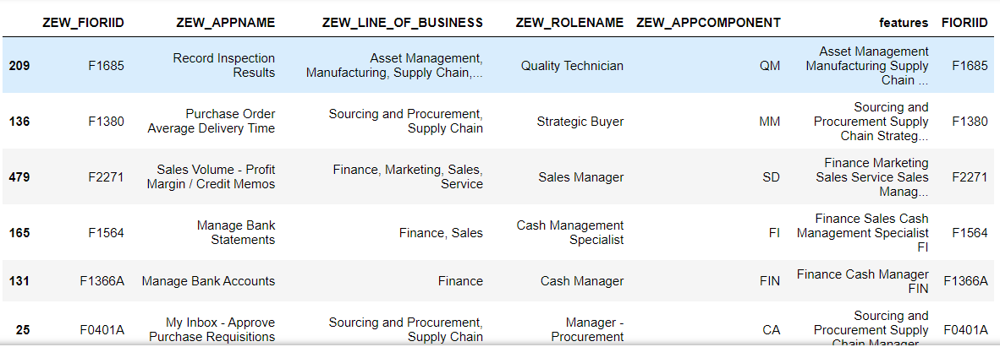 ZEW_FIORIID ZEW_APPNAME ZEW_LINE_OF_BUSINESS ZEW_ROLENAME ZEW_APPCOMPONENT features FIORIID
209 F1685 Record Inspection Results Asset Management, Manufacturing, Supply Chain,... Quality Technician QM Asset Management Manufacturing Supply Chain ... F1685
136 F1380 Purchase Order Average Delivery Time Sourcing and Procurement, Supply Chain Strategic Buyer MM Sourcing and Procurement Supply Chain Strateg... F1380
479 F2271 Sales Volume - Profit Margin / Credit Memos Finance, Marketing, Sales, Service Sales Manager SD Finance Marketing Sales Service Sales Manag... F2271
165 F1564 Manage Bank Statements Finance, Sales Cash Management Specialist FI Finance Sales Cash Management Specialist FI F1564
131 F1366A Manage Bank Accounts Finance Cash Manager FIN Finance Cash Manager FIN F1366A
25 F0401A My Inbox - Approve Purchase Requisitions Sourcing and Procurement, Supply Chain Manager - Procurement CA Sourcing and Procurement Supply Chain Manager F0401A